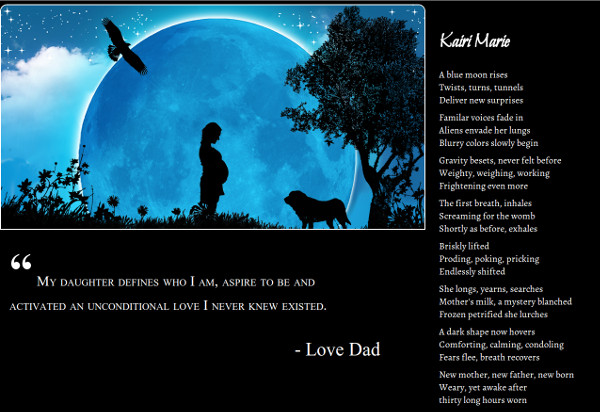 “ My daughter defines who I am, aspire to be and
activated an unconditional love I never knew existed.
- Love Dad
Kairi Marie
A blue moon rises
Twists, turns, tunnels
Deliver new surprises
Familar voices fade in
Aliens envade her lungs
Blurry colors slowly begin
Gravity besets, never felt before
Weighty, weighing, working
Frightening even more
The first breath, inhales
Screaming for the womb
Shortly as before, exhales
Briskly lifted
Proding, poking, pricking
Endlessly shifted
She longs, yearns, searches
Mother's milk, a mystery blanched
Frozen petrified she lurches
A dark shape now hovers
Comforting, calming, condoling
Fears flee, breath recovers
New mother, new father, new born
Weary, yet awake after
thirty long hours worn